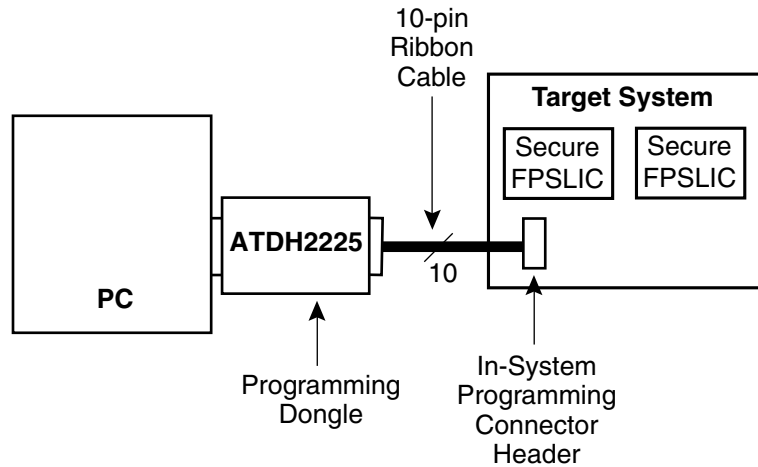 10-pin
Ribbon
Cable
Target System
Secure
FPSLIC
Secure
FPSLIC
ATDH2225
10
PC
Programming
Dongle
In-System
Programming
Connector
Header